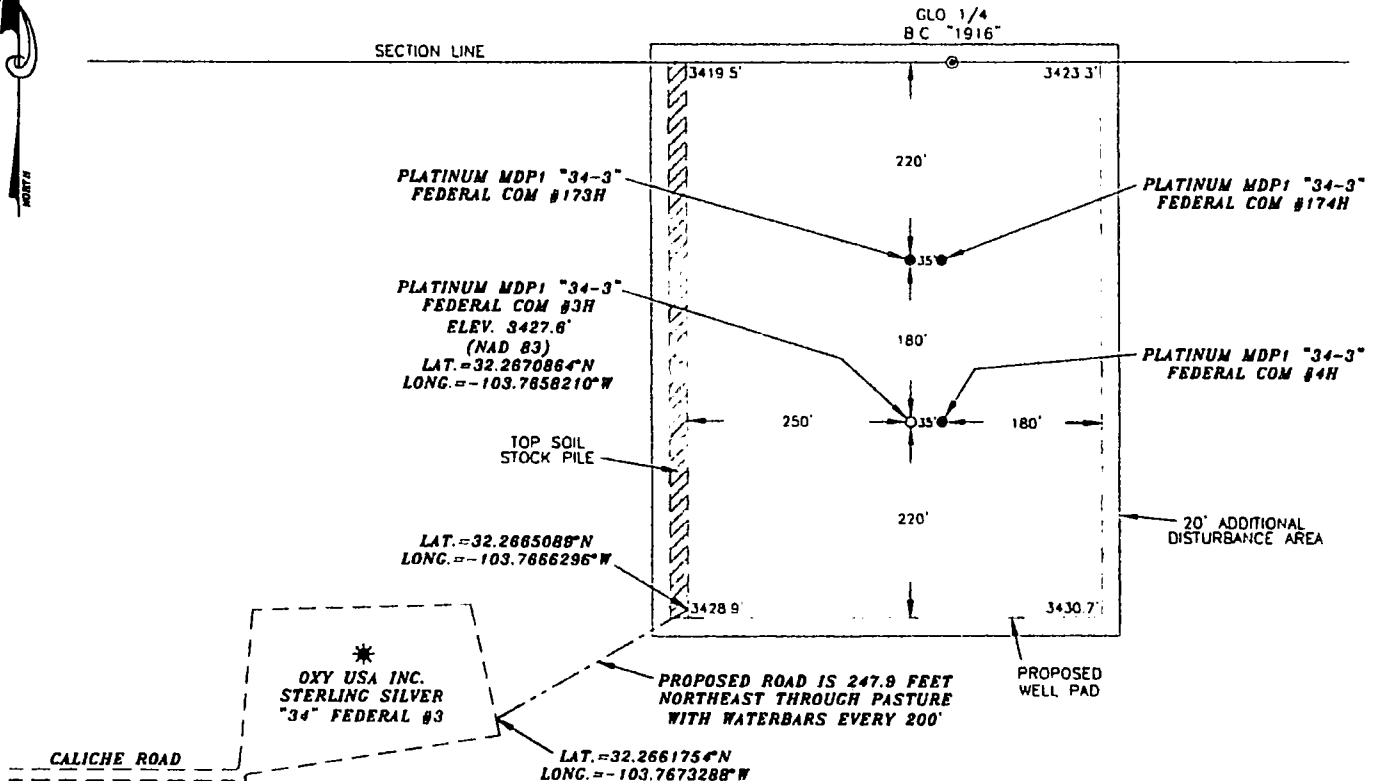 GLO 1/4
B C "1916"
SECTION LINE
3419.5'
3423.3'
NORTH
220'
PLATINUM MDP1 "34-3"
FEDERAL COM #173H
PLATINUM MDP1 "34-3"
FEDERAL COM #174H
35'
PLATINUM MDP1 "34-3"
FEDERAL COM #3H
ELEV. 3427.6'
(NAD 83)
LAT.=32.2670864°N
LONG.=-103.7658210°W
180'
PLATINUM MDP1 "34-3"
FEDERAL COM #4H
250'
35'
180'
TOP SOIL
STOCK PILE
220'
20' ADDITIONAL
DISTURBANCE AREA
LAT.=32.2665088°N
LONG.=-103.7666296°W
3428.9'
3430.7'
OXY USA INC.
STERLING SILVER
"34" FEDERAL #3
PROPOSED ROAD IS 247.9 FEET
NORTHEAST THROUGH PASTURE
WITH WATERBARS EVERY 200'
PROPOSED
WELL PAD
CALICHE ROAD
LAT.=32.2661754°N
LONG.=-103.7673288°W